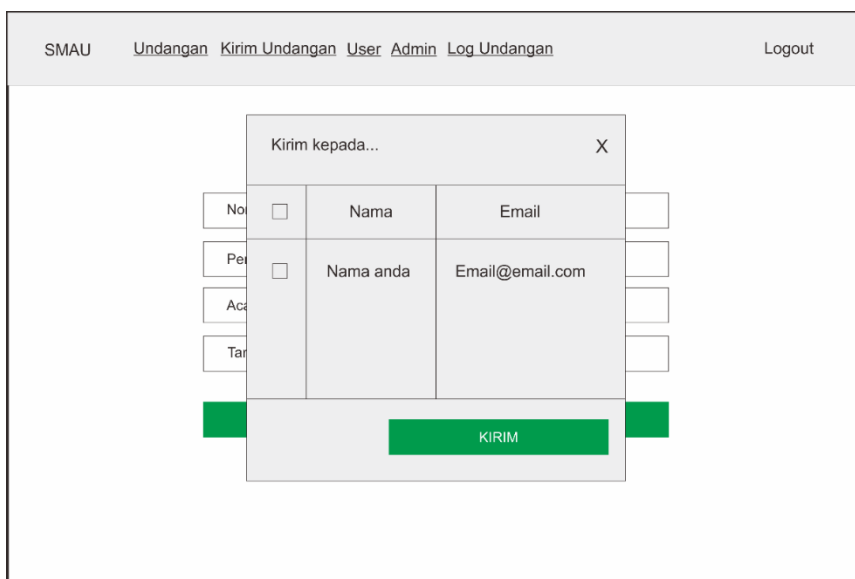 SMAU Undangan Kirim Undangan User Admin Log Undangan Logout
Kirim kepada... X
Nama Email
Nama anda Email@email.com
KIRIM